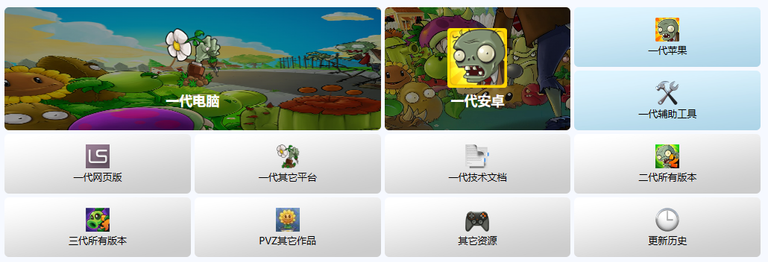 一代电脑
一代安卓
一代苹果
一代辅助工具
LS
一代网页版
一代其它平台
一代技术文档
二代所有版本
三代所有版本
PVZ其它作品
其它资源
更新历史